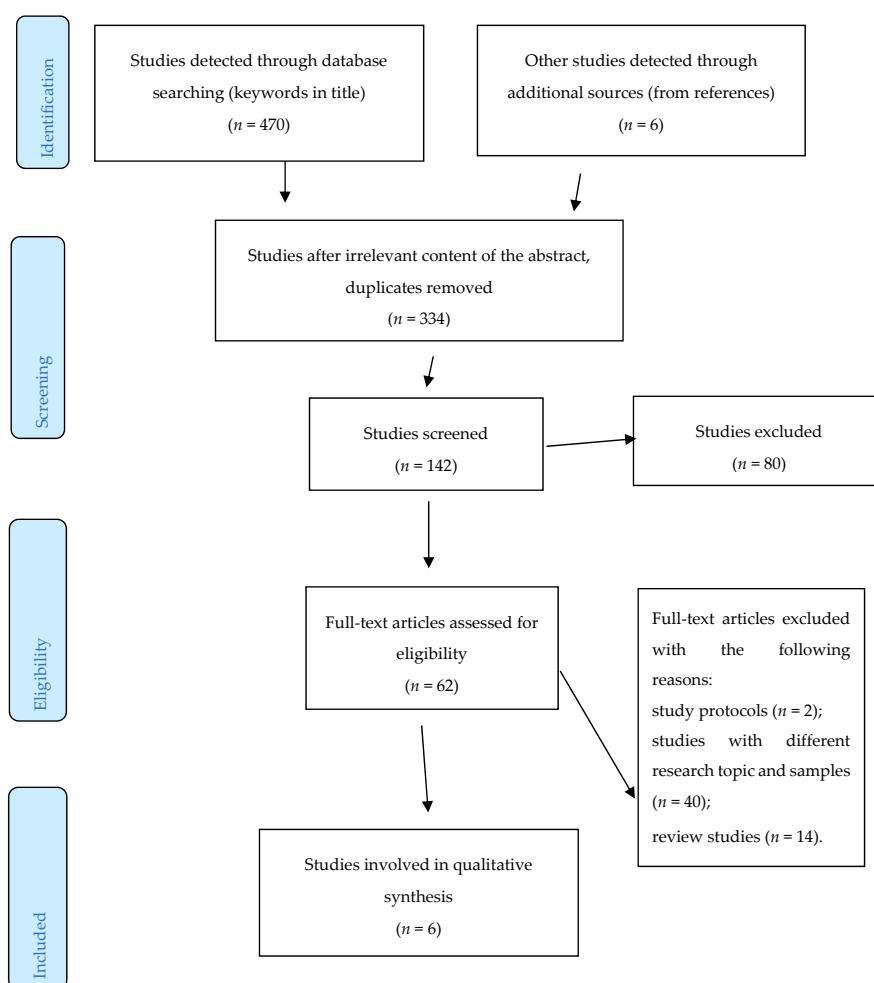 Identification
Studies detected through database
searching (keywords in title)
(n = 470)
Other studies detected through
additional sources (from references)
(n = 6)
Screening
Studies after irrelevant content of the abstract,
duplicates removed
(n = 334)
Studies screened
(n = 142)
Studies excluded
(n = 80)
Eligibility
Full-text articles assessed for
eligibility
(n = 62)
Full-text articles excluded
with the following
reasons:
study protocols (n = 2);
studies with different
research topic and samples
(n = 40);
review studies (n = 14).
Included
Studies involved in qualitative
synthesis
(n = 6)